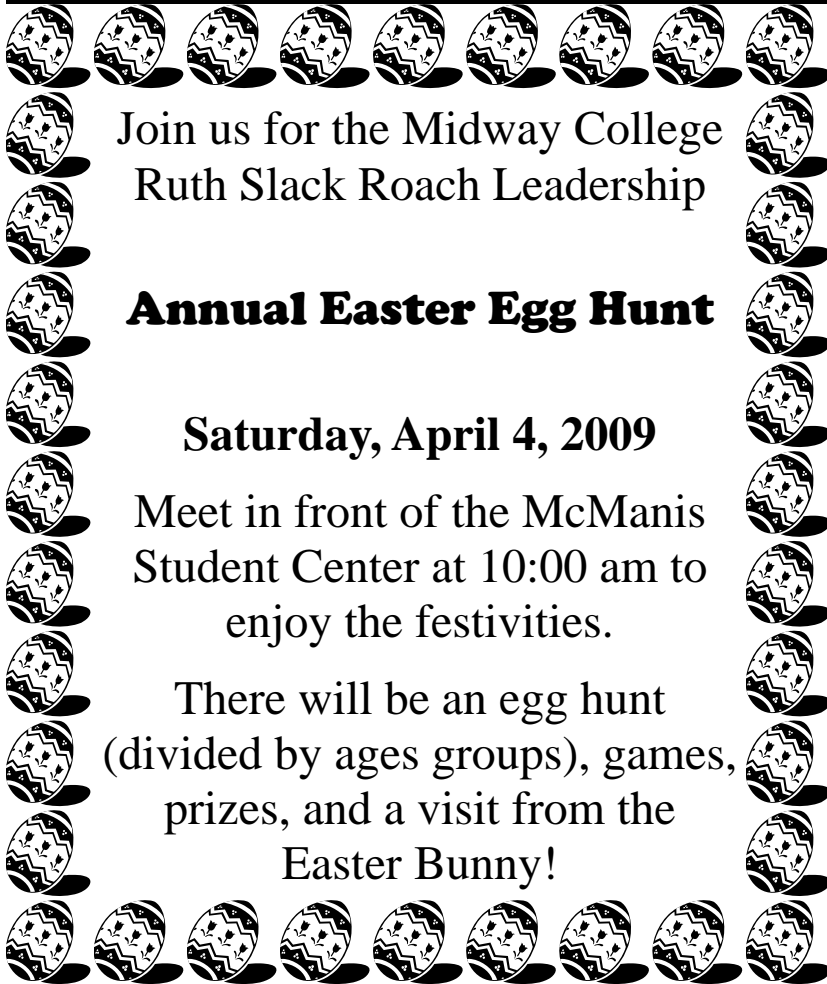 Join us for the Midway College
Ruth Slack Roach Leadership
Annual Easter Egg Hunt
Saturday, April 4, 2009
Meet in front of the McManis
Student Center at 10:00 am to
enjoy the festivities.
There will be an egg hunt
(divided by ages groups), games,
prizes, and a visit from the
Easter Bunny!